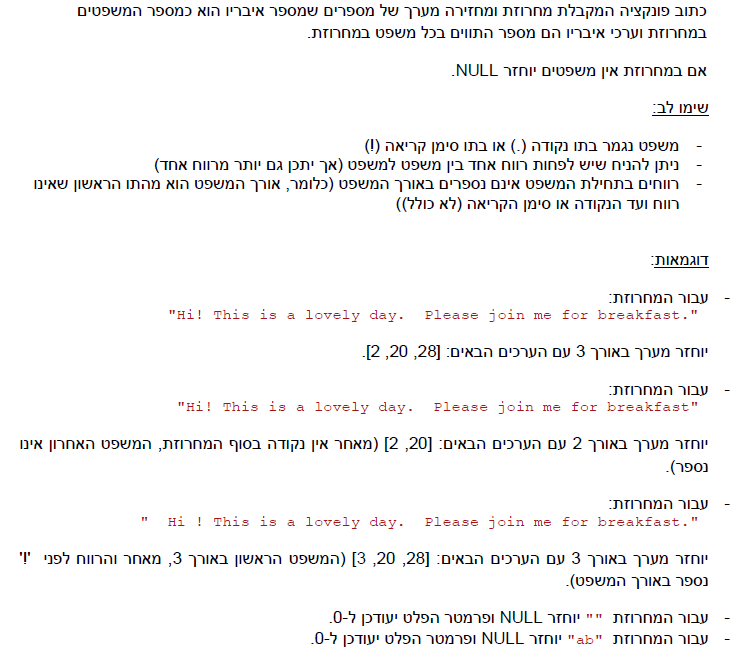 כתוב פונקציה המקבלת מחרוזת ומחזירה מערך של מספרים שמספר איבריו הוא כמספר המשפטים
במחרוזת וערכי איבריו הם מספר התווים בכל משפט במחרוזת.
אם במחרוזת אין משפטים יוחזר NULL.
שימו לב:
- משפט נגמר בתו נקודה (.) או בתו סימן קריאה (!)
- ניתן להניח שיש לפחות רווח אחד בין משפט למשפט (אך יתכן גם יותר מרווח אחד)
- רווחים בתחילת המשפט אינם נספרים באורך המשפט (כלומר, אורך המשפט הוא מהתו הראשון שאינו
רווח ועד הנקודה או סימן הקריאה (לא כולל))
דוגמאות:
- עבור המחרוזת:
"Hi! This is a lovely day.  Please join me for breakfast."
יוחזר מערך באורך 3 עם הערכים הבאים: [28, 20, 2].
- עבור המחרוזת:
"Hi! This is a lovely day.  Please join me for breakfast"
יוחזר מערך באורך 2 עם הערכים הבאים: [20, 2] (מאחר אין נקודה בסוף המחרוזת, המשפט האחרון אינו
נספר).
- עבור המחרוזת:
"  Hi ! This is a lovely day.  Please join me for breakfast."
יוחזר מערך באורך 3 עם הערכים הבאים: [28, 20, 3] (המשפט הראשון באורך 3, מאחר והרווח לפני '!'
נספר באורך המשפט).
- עבור המחרוזת "" יוחזר NULL ופרמטר הפלט יעודכן ל-0.
- עבור המחרוזת "ab" יוחזר NULL ופרמטר הפלט יעודכן ל-0.